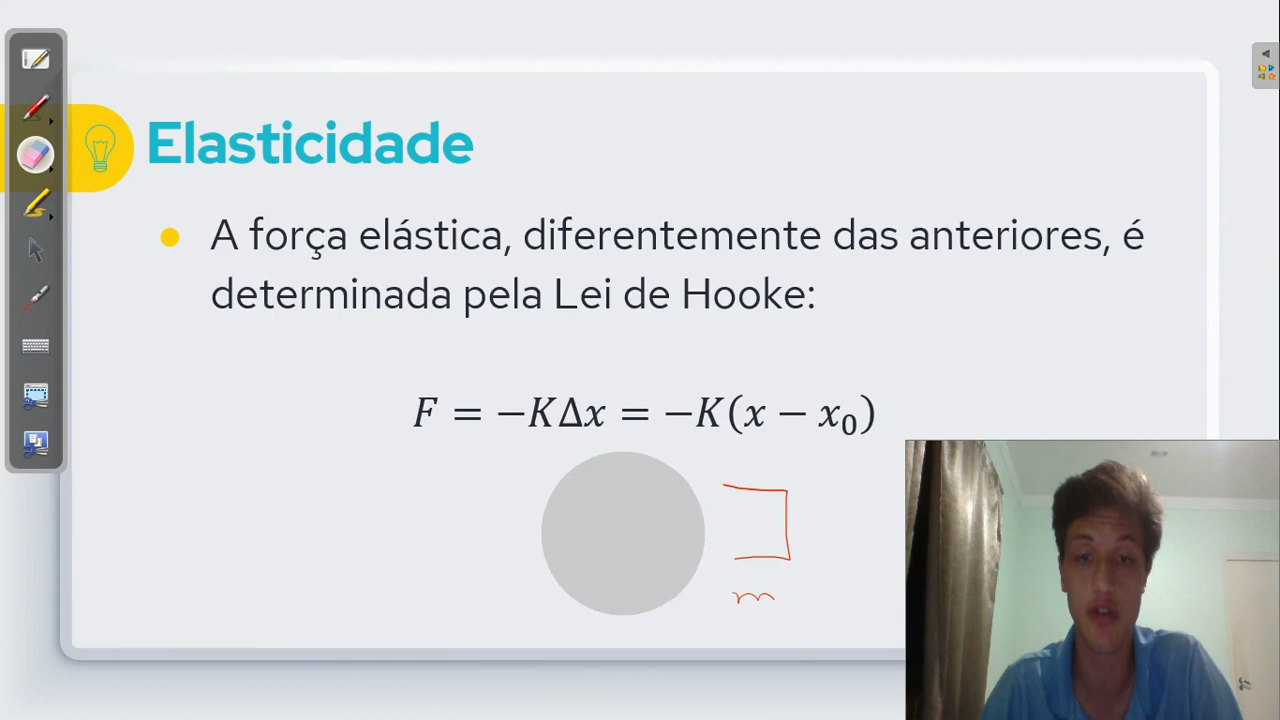 Elasticidade
A força elástica, diferentemente das anteriores, é
determinada pela Lei de Hooke:
F = −KΔx = −K(x − x₀)
m